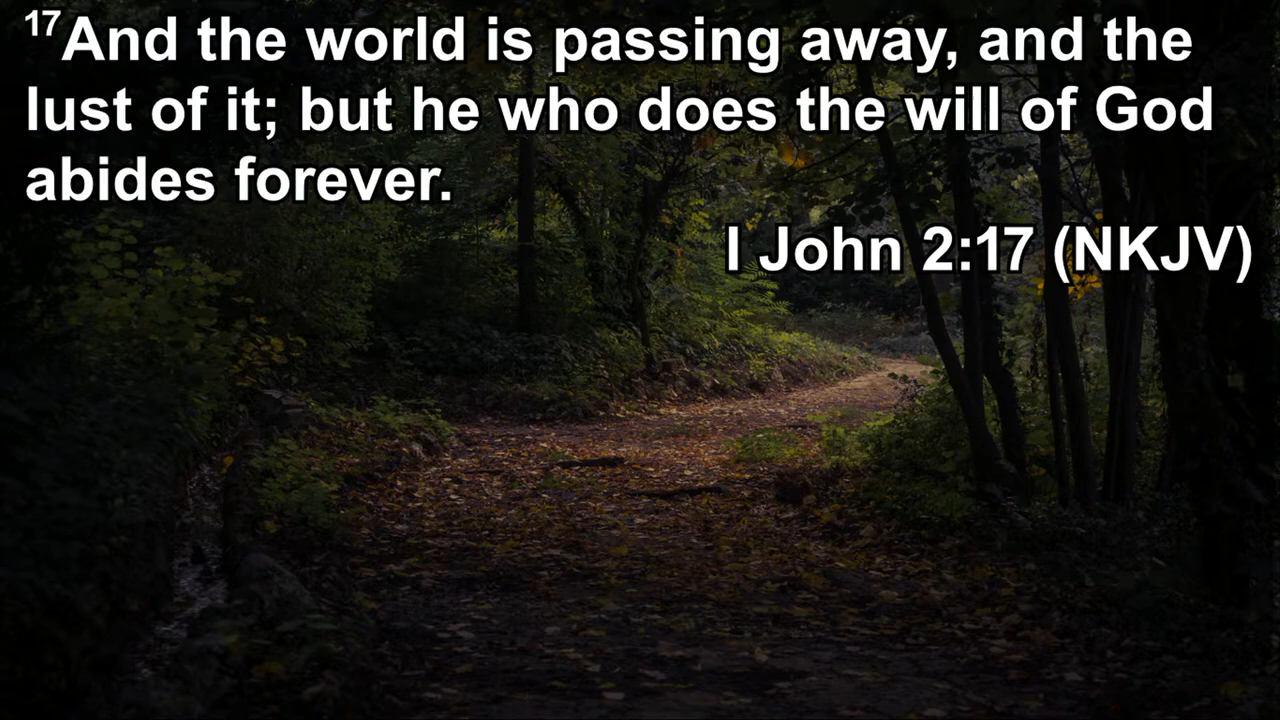 17And the world is passing away, and the
lust of it; but he who does the will of God
abides forever.
I John 2:17 (NKJV)